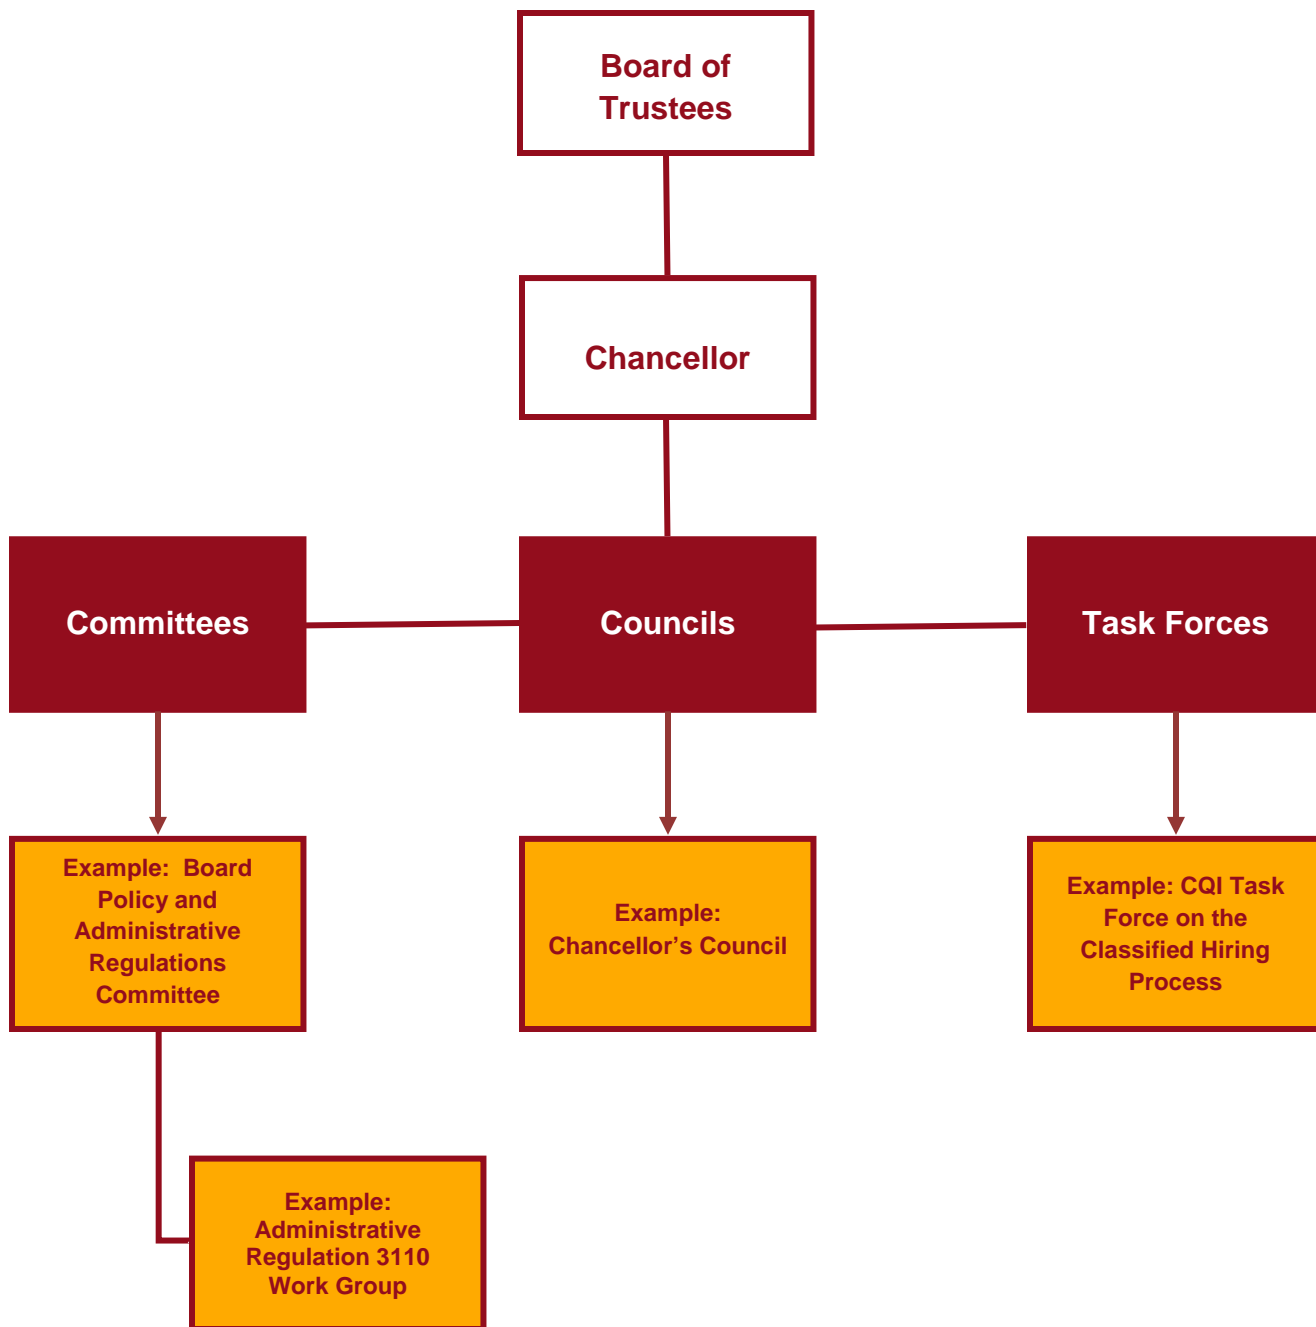 Board of
Trustees
Chancellor
Committees
Councils
Task Forces
Example:  Board
Policy and
Administrative
Regulations
Committee
Example:
Chancellor’s Council
Example: CQI Task
Force on the
Classified Hiring
Process
Example:
Administrative
Regulation 3110
Work Group